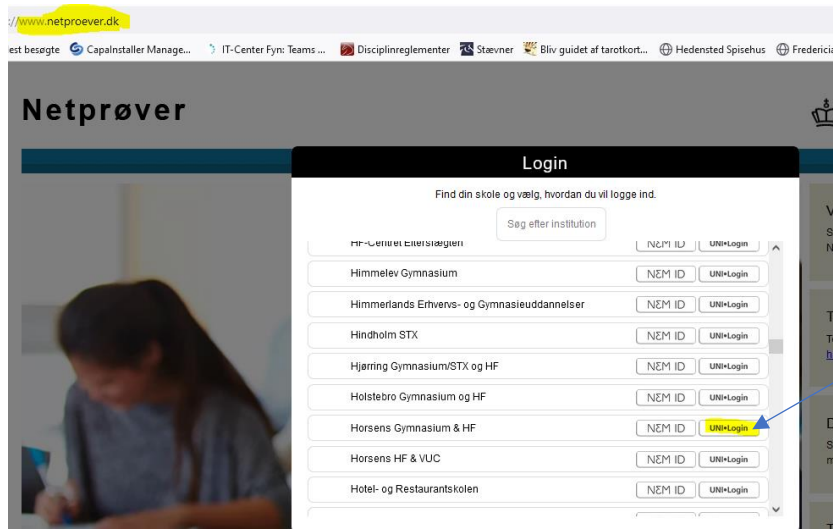 ://www.netproever.dk
est besøgte CapaInstaller Manage... IT-Center Fyn: Teams ... Disciplinreglementer Stævner Bliv guidet af tarotkort... Hedensted Spisehus Fredericia
Netprøver
Login
Find din skole og vælg, hvordan du vil logge ind.
Søg efter institution
HF-Centret Efterslægten NEM ID UNI•Login
Himmelev Gymnasium NEM ID UNI•Login
Himmerlands Erhvervs- og Gymnasieuddannelser NEM ID UNI•Login
Hindholm STX NEM ID UNI•Login
Hjørring Gymnasium/STX og HF NEM ID UNI•Login
Holstebro Gymnasium og HF NEM ID UNI•Login
Horsens Gymnasium & HF NEM ID UNI•Login
Horsens HF & VUC NEM ID UNI•Login
Hotel- og Restaurantskolen NEM ID UNI•Login